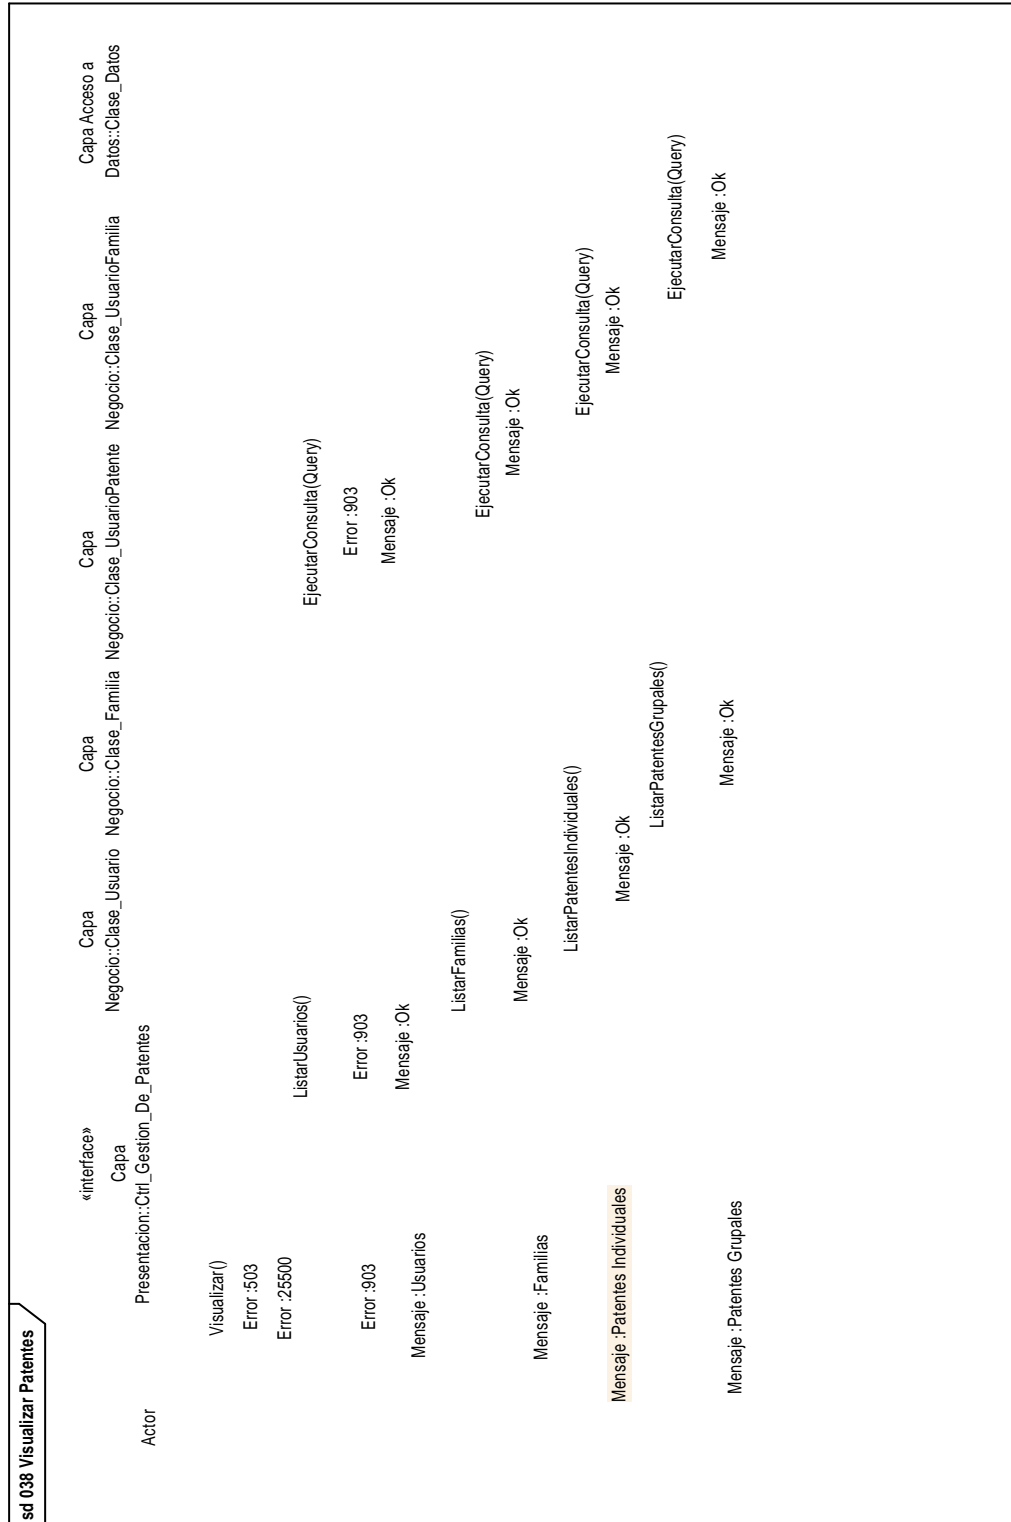 sd 038 Visualizar Patentes
Actor
«interface»
Capa
Presentacion::Ctrl_Gestion_De_Patentes
Capa
Negocio::Clase_Usuario
Capa
Negocio::Clase_Familia
Capa
Negocio::Clase_UsuarioPatente
Capa
Negocio::Clase_UsuarioFamilia
Capa Acceso a
Datos::Clase_Datos
Visualizar()
Error :503
Error :25500
ListarUsuarios()
EjecutarConsulta(Query)
Error :903
Error :903
Error :903
Mensaje :Ok
Mensaje :Ok
Mensaje :Usuarios
ListarFamilias()
EjecutarConsulta(Query)
Mensaje :Ok
Mensaje :Ok
Mensaje :Familias
ListarPatentesIndividuales()
EjecutarConsulta(Query)
Mensaje :Ok
Mensaje :Ok
Mensaje :Patentes Individuales
ListarPatentesGrupales()
EjecutarConsulta(Query)
Mensaje :Ok
Mensaje :Ok
Mensaje :Patentes Grupales